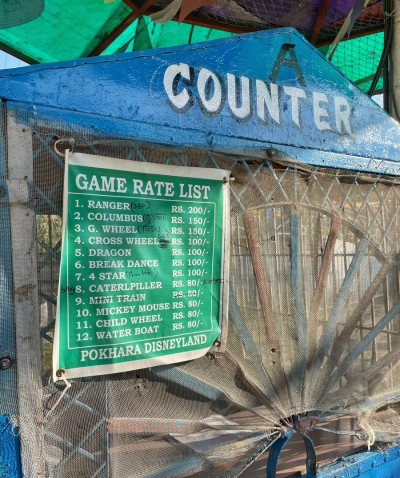 A
COUNTER
GAME RATE LIST
1. RANGER RS. 200/-
2. COLUMBUS RS. 150/-
3. G. WHEEL RS. 150/-
4. CROSS WHEEL RS. 100/-
5. DRAGON RS. 100/-
6. BREAK DANCE RS. 100/-
7. 4 STAR RS. 100/-
8. CATERPILLER RS. 80/-
9. MINI TRAIN RS. 80/-
10. MICKEY MOUSE RS. 80/-
11. CHILD WHEEL RS. 80/-
12. WATER BOAT RS. 80/-
POKHARA DISNEYLAND